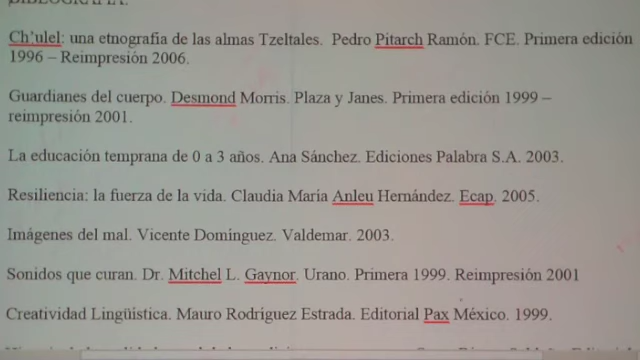 BIBLIOGRAFIA.
Ch'ulel: una etnografia de las almas Tzeltales. Pedro Pitarch Ramón. FCE. Primera edición
1996 – Reimpresión 2006.
Guardianes del cuerpo. Desmond Morris. Plaza y Janes. Primera edición 1999 –
reimpresión 2001.
La educación temprana de 0 a 3 años. Ana Sánchez. Ediciones Palabra S.A. 2003.
Resiliencia: la fuerza de la vida. Claudia María Anleu Hernández. Ecap. 2005.
Imágenes del mal. Vicente Domínguez. Valdemar. 2003.
Sonidos que curan. Dr. Mitchel L. Gaynor. Urano. Primera 1999. Reimpresión 2001
Creatividad Lingüística. Mauro Rodríguez Estrada. Editorial Pax México. 1999.